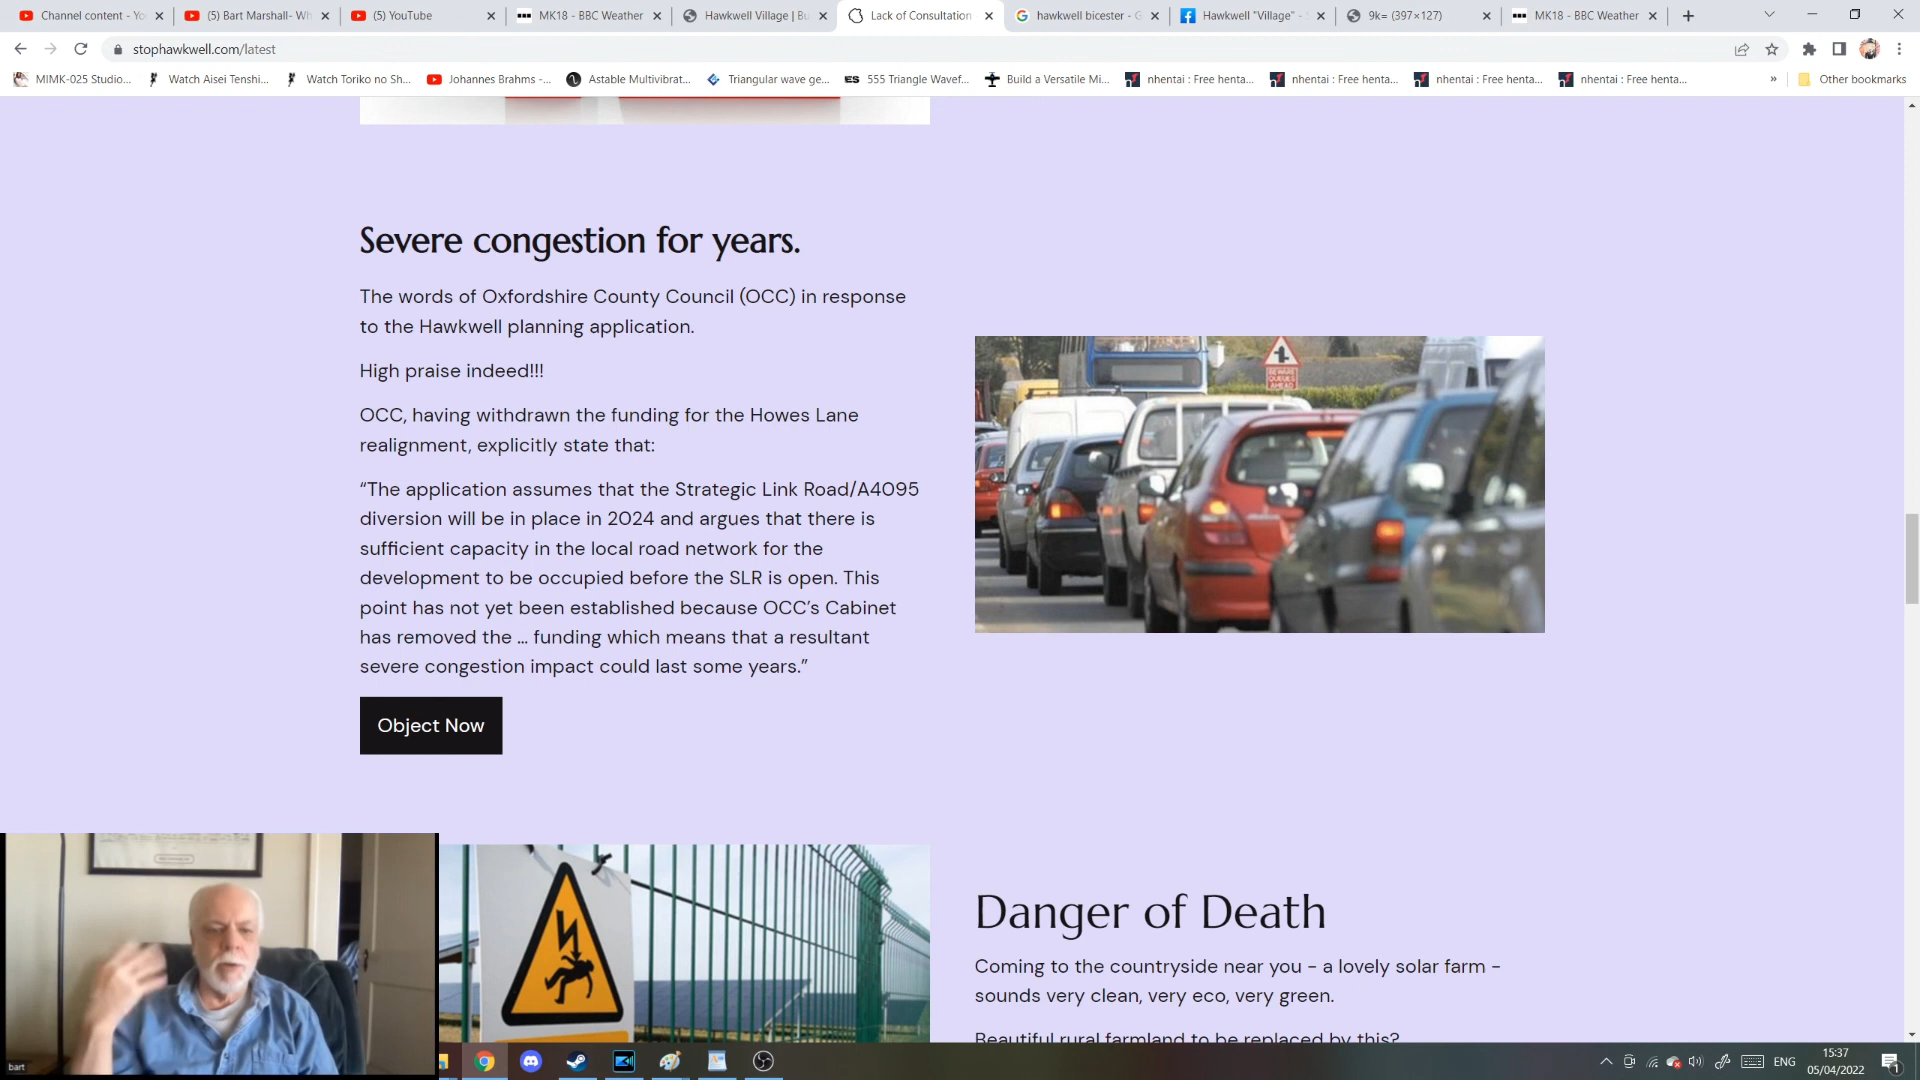 Channel content - Yo
(5) Bart Marshall- Wh
(5) YouTube
MK18 - BBC Weather
Hawkwell Village | Bu
Lack of Consultation
hawkwell bicester - G
Hawkwell "Village" - S
9k= (397×127)
MK18 - BBC Weather
stophawkwell.com/latest
MIMK-025 Studio...
Watch Aisei Tenshi...
Watch Toriko no Sh...
Johannes Brahms -...
Astable Multivibrat...
Triangular wave ge...
ES 555 Triangle Wavef...
Build a Versatile Mi...
nhentai : Free henta...
nhentai : Free henta...
nhentai : Free henta...
nhentai : Free henta...
»
Other bookmarks
Severe congestion for years.
The words of Oxfordshire County Council (OCC) in response
to the Hawkwell planning application.
High praise indeed!!!
OCC, having withdrawn the funding for the Howes Lane
realignment, explicitly state that:
“The application assumes that the Strategic Link Road/A4095
diversion will be in place in 2024 and argues that there is
sufficient capacity in the local road network for the
development to be occupied before the SLR is open. This
point has not yet been established because OCC’s Cabinet
has removed the … funding which means that a resultant
severe congestion impact could last some years.”
Object Now
BEWARE
QUEUES
AHEAD
Danger of Death
Coming to the countryside near you - a lovely solar farm -
sounds very clean, very eco, very green.
Beautiful rural farmland to be replaced by this?
bart
ENG
15:37
05/04/2022
1